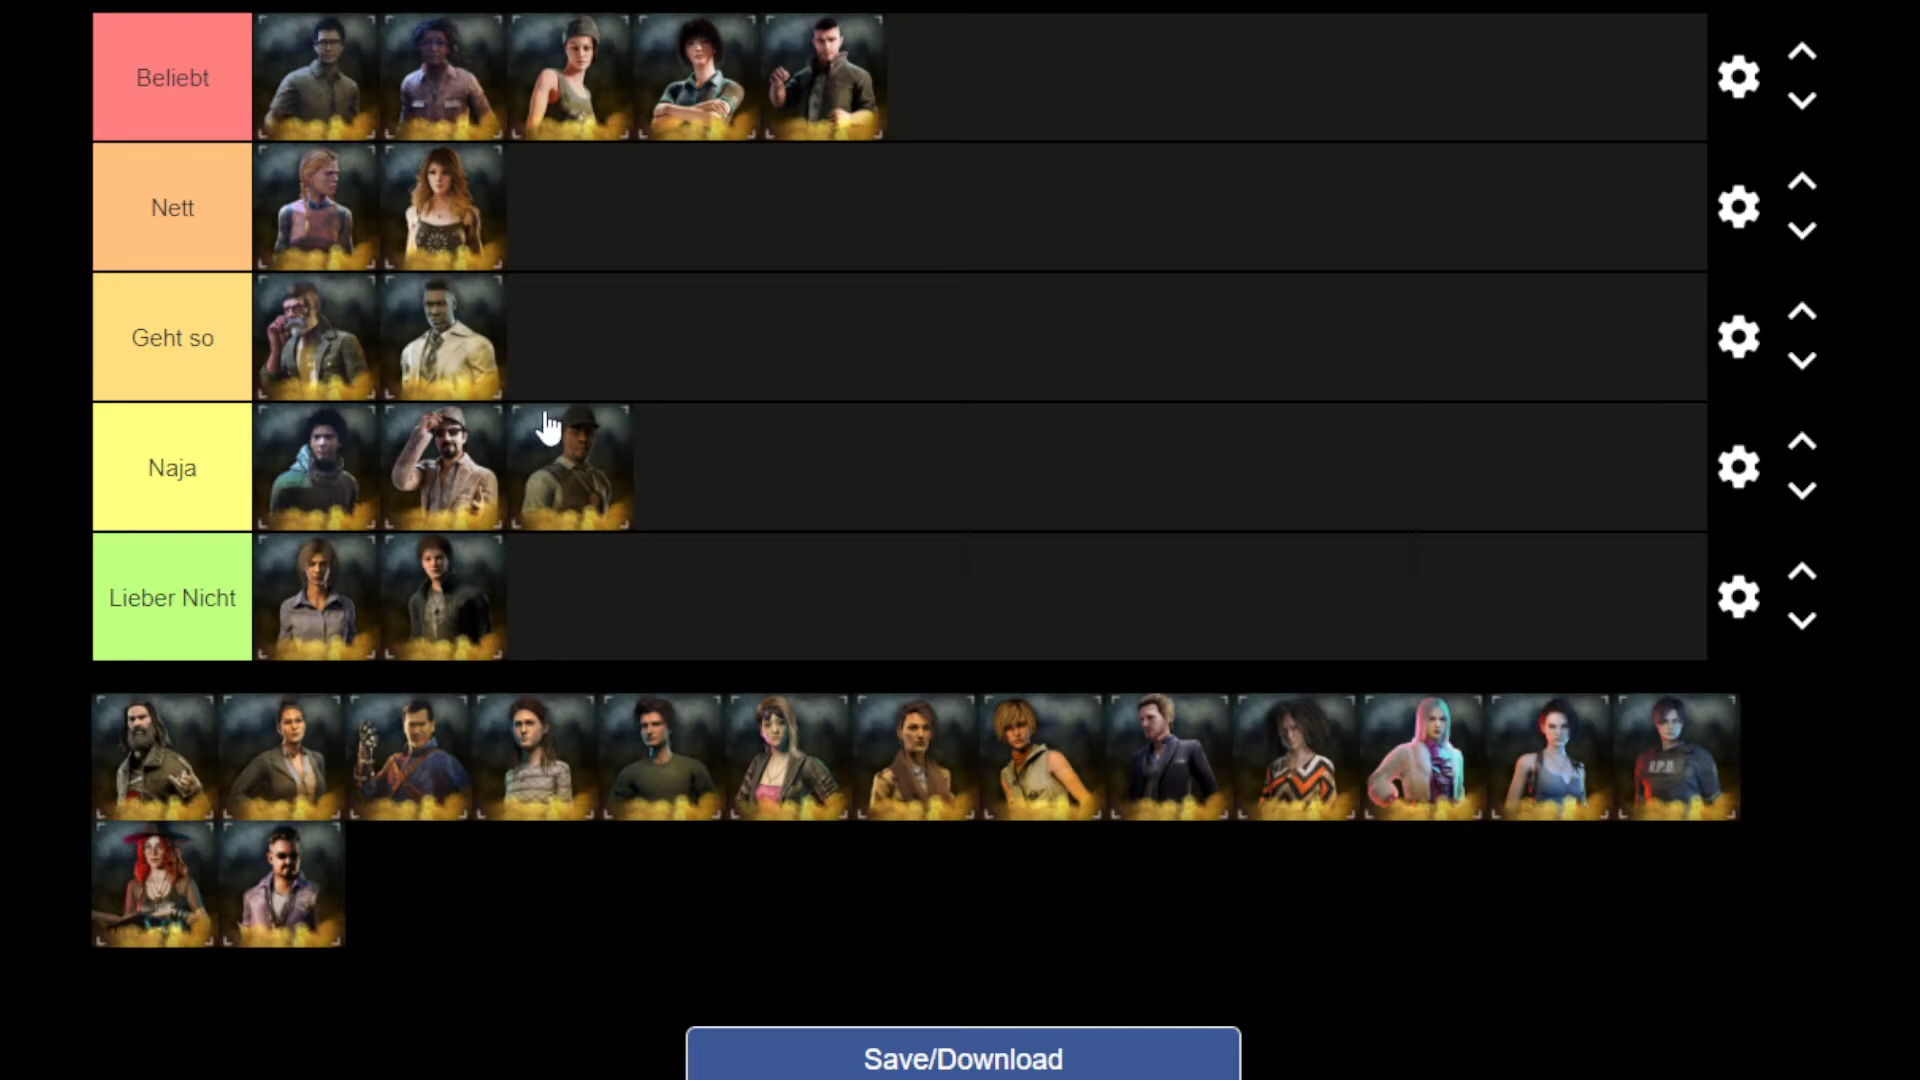 Beliebt
Nett
Geht so
Naja
Lieber Nicht
R.P.D.
Save/Download